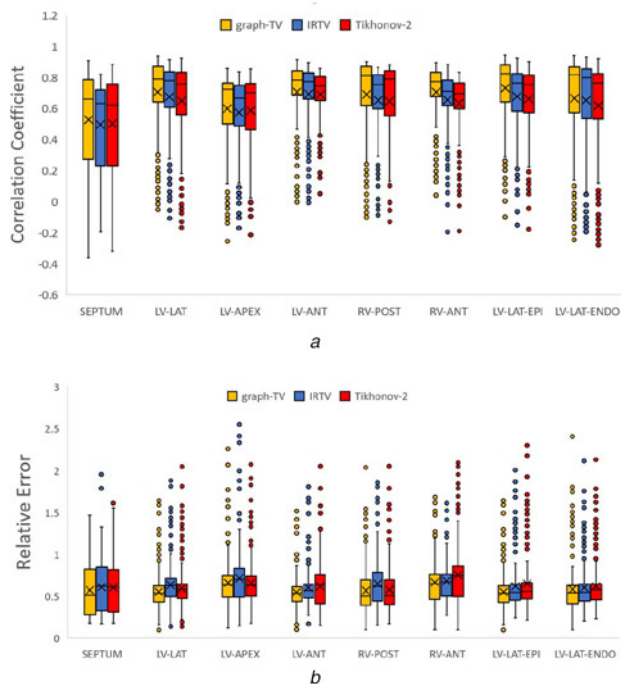 graph-TV IRTV Tikhonov-2
Correlation Coefficient
1.2
1
0.8
0.6
0.4
0.2
0
-0.2
-0.4
-0.6
SEPTUM LV-LAT LV-APEX LV-ANT RV-POST RV-ANT LV-LAT-EPI LV-LAT-ENDO
a
graph-TV IRTV Tikhonov-2
Relative Error
3
2.5
2
1.5
1
0.5
0
SEPTUM LV-LAT LV-APEX LV-ANT RV-POST RV-ANT LV-LAT-EPI LV-LAT-ENDO
b